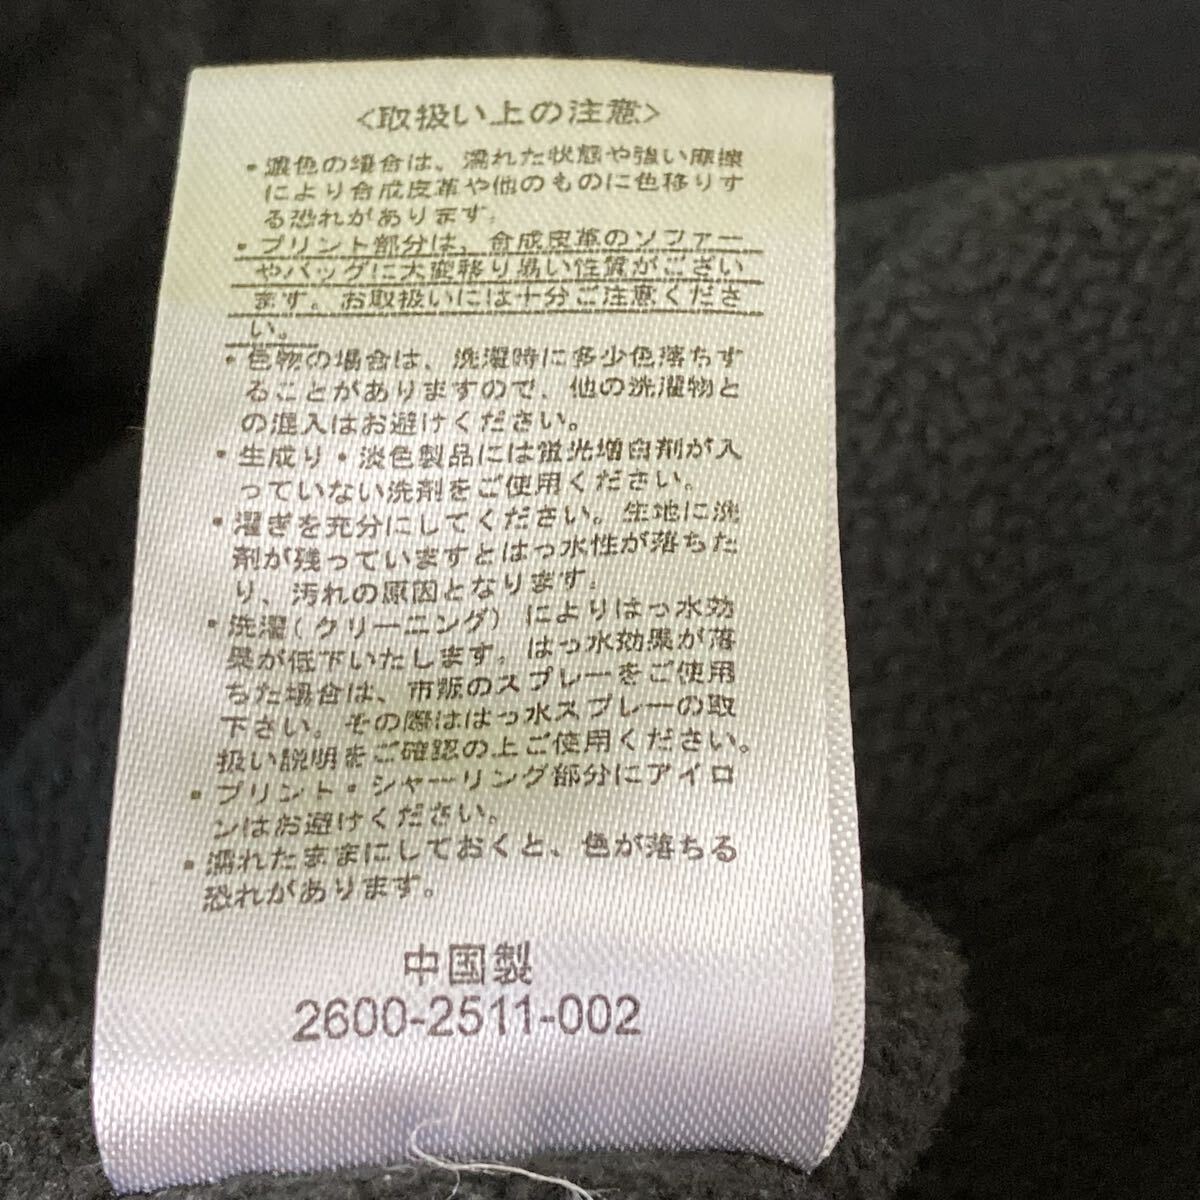 <取扱い上の注意>
・濃色の場合は、濡れた状態や強い摩擦
により合成皮革や他のものに色移りす
る恐れがあります。
・プリント部分は、合成皮革のソファー
やバッグに大変移り易い性質がござい
ます。お取扱いには十分ご注意くださ
い。
・色物の場合は、洗濯時に多少色落ちす
ることがありますので、他の洗濯物と
の混入はお避けください。
・生成り・淡色製品には蛍光増白剤が入
っていない洗剤をご使用ください。
・濯ぎを充分にしてください。生地に洗
剤が残っていますとはっ水性が落ちた
り、汚れの原因となります。
・洗濯(クリーニング)によりはっ水効
果が低下いたします。はっ水効果が落
ちた場合は、市販のスプレーをご使用
下さい。その際ははっ水スプレーの取
扱い説明をご確認の上ご使用ください。
・プリント・シャーリング部分にアイロ
ンはお避けください。
・濡れたままにしておくと、色が落ちる
恐れがあります。
中国製
2600-2511-002